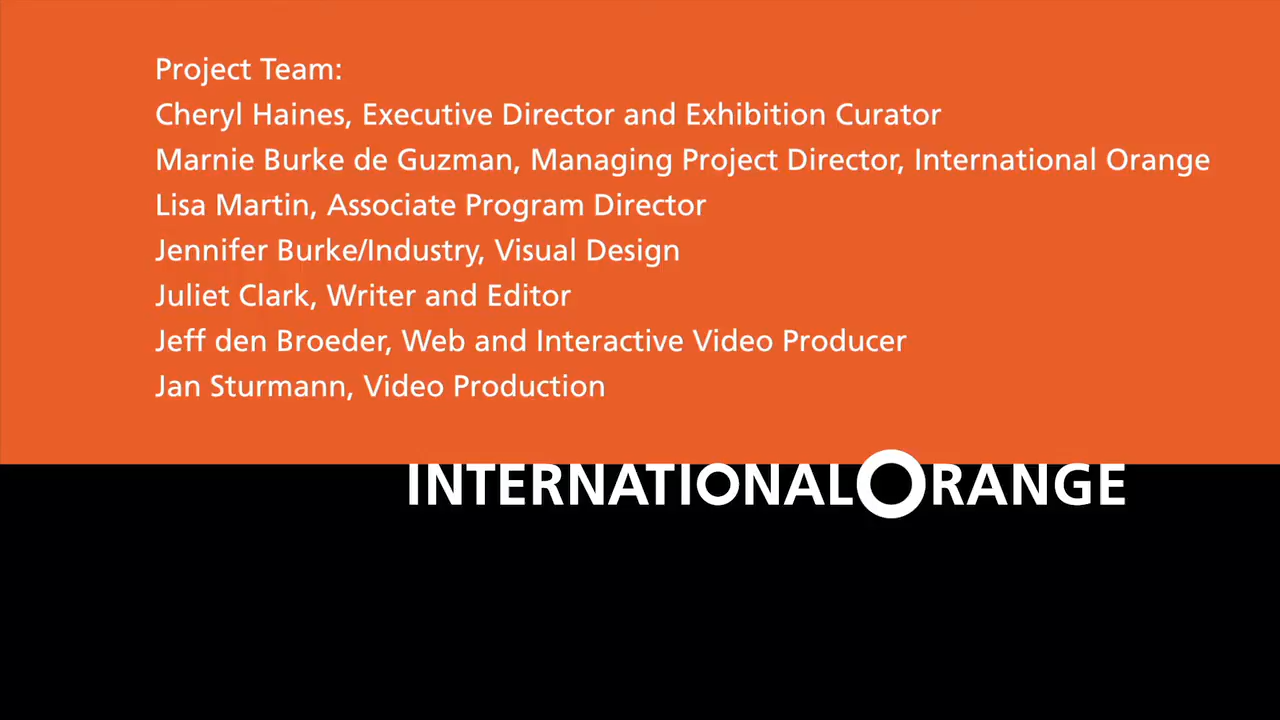 Project Team:
Cheryl Haines, Executive Director and Exhibition Curator
Marnie Burke de Guzman, Managing Project Director, International Orange
Lisa Martin, Associate Program Director
Jennifer Burke/Industry, Visual Design
Juliet Clark, Writer and Editor
Jeff den Broeder, Web and Interactive Video Producer
Jan Sturmann, Video Production
INTERNATIONALORANGE